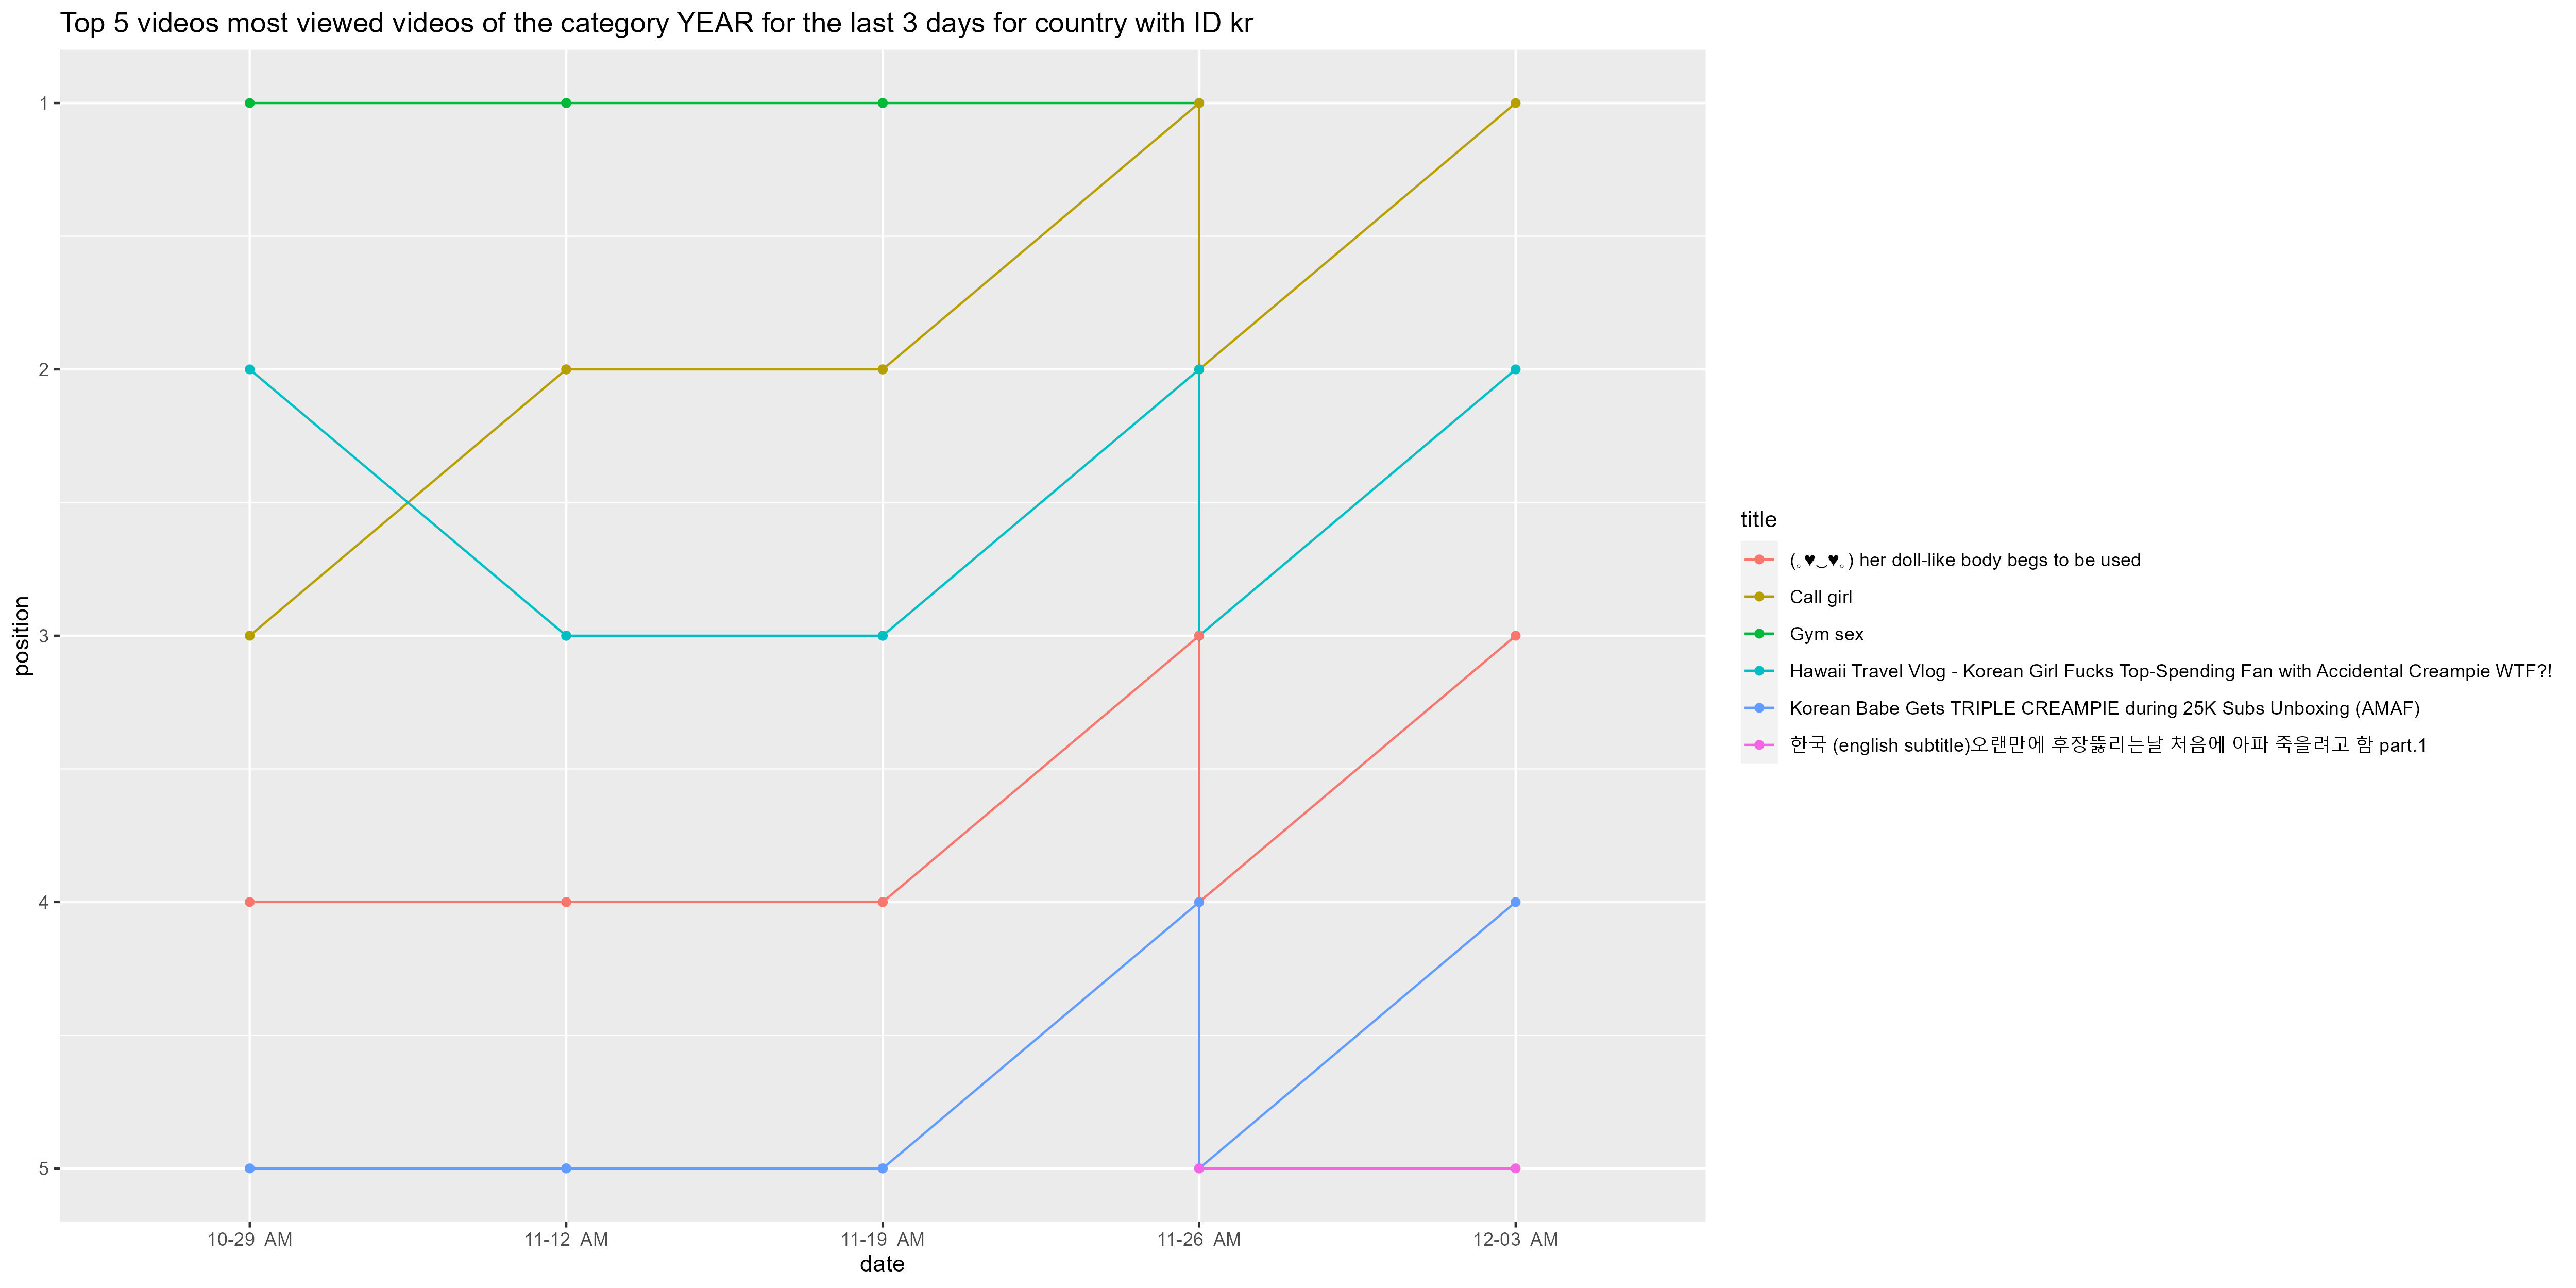 Top 5 videos most viewed videos of the category YEAR for the last 3 days for country with ID kr
position
1
2
3
4
5
10-29 AM
11-12 AM
11-19 AM
11-26 AM
12-03 AM
date
title
(｡♥‿♥｡) her doll-like body begs to be used
Call girl
Gym sex
Hawaii Travel Vlog - Korean Girl Fucks Top-Spending Fan with Accidental Creampie WTF?!
Korean Babe Gets TRIPLE CREAMPIE during 25K Subs Unboxing (AMAF)
한국 (english subtitle)오랜만에 후장뚫리는날 처음에 아파 죽을려고 함 part.1